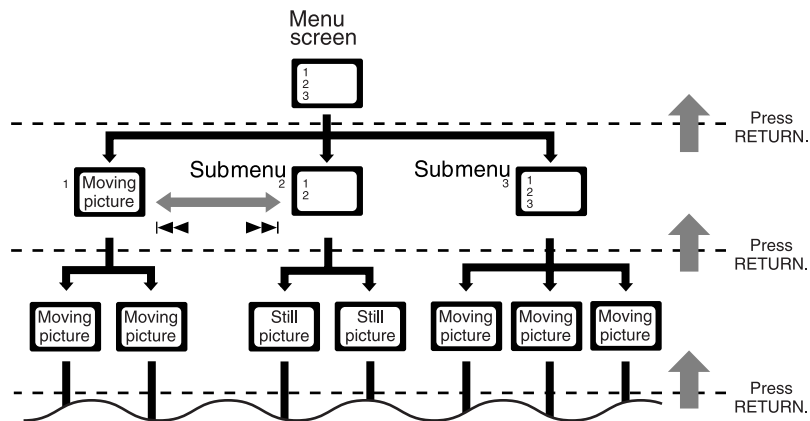 Menu
screen
1
2
3
Press
RETURN.
1
Moving
picture
Submenu
2
1
2
Submenu
3
1
2
3
Press
RETURN.
Moving
picture
Moving
picture
Still
picture
Still
picture
Moving
picture
Moving
picture
Moving
picture
Press
RETURN.